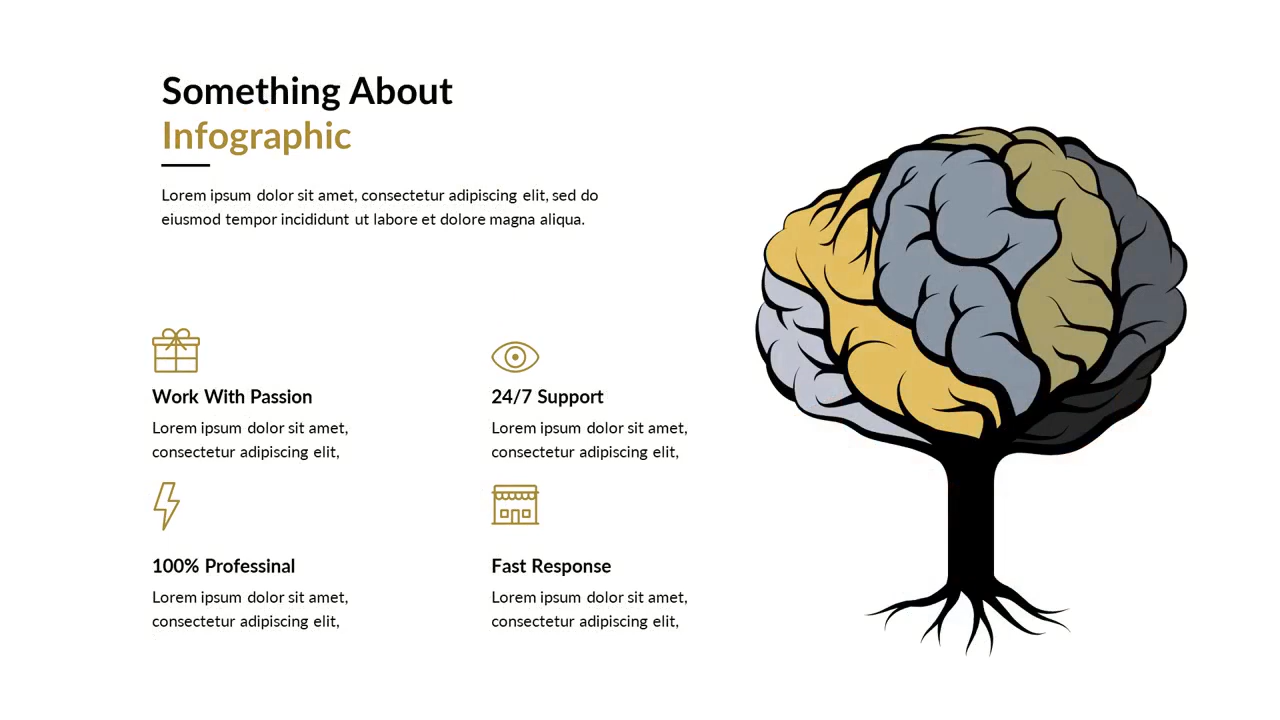 Something About
Infographic
Lorem ipsum dolor sit amet, consectetur adipiscing elit, sed do
eiusmod tempor incididunt ut labore et dolore magna aliqua.
Work With Passion
Lorem ipsum dolor sit amet,
consectetur adipiscing elit,
24/7 Support
Lorem ipsum dolor sit amet,
consectetur adipiscing elit,
100% Professinal
Lorem ipsum dolor sit amet,
consectetur adipiscing elit,
Fast Response
Lorem ipsum dolor sit amet,
consectetur adipiscing elit,